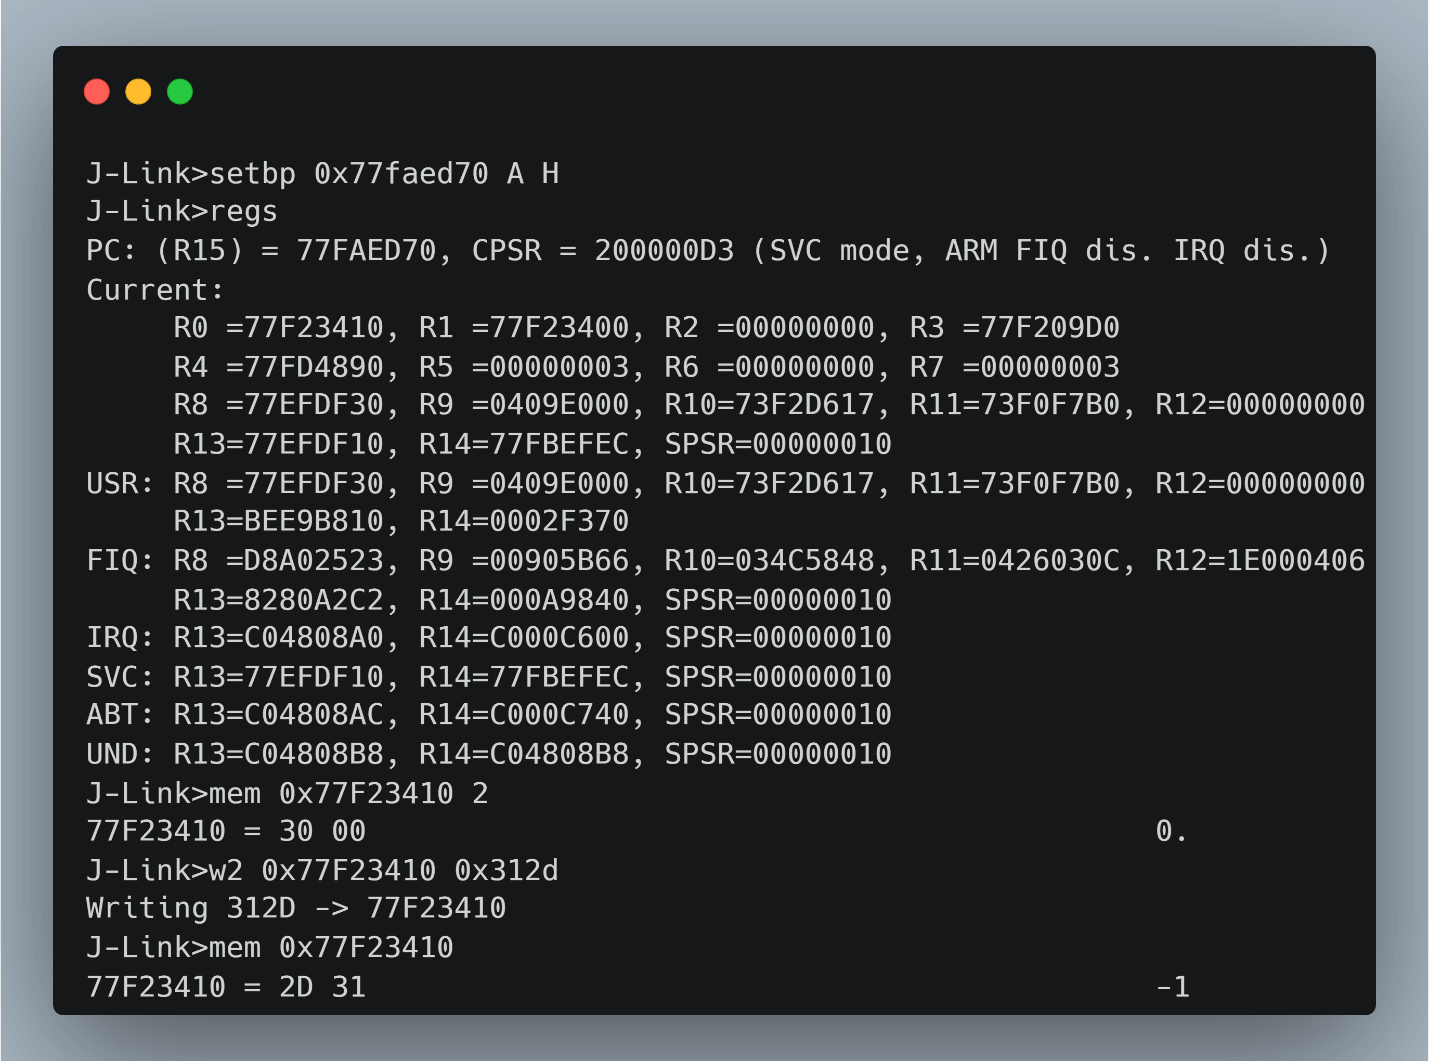 J-Link>setbp 0x77faed70 A H
J-Link>regs
PC: (R15) = 77FAED70, CPSR = 200000D3 (SVC mode, ARM FIQ dis. IRQ dis.)
Current:
     R0 =77F23410, R1 =77F23400, R2 =00000000, R3 =77F209D0
     R4 =77FD4890, R5 =00000003, R6 =00000000, R7 =00000003
     R8 =77EFDF30, R9 =0409E000, R10=73F2D617, R11=73F0F7B0, R12=00000000
     R13=77EFDF10, R14=77FBEFEC, SPSR=00000010
USR: R8 =77EFDF30, R9 =0409E000, R10=73F2D617, R11=73F0F7B0, R12=00000000
     R13=BEE9B810, R14=0002F370
FIQ: R8 =D8A02523, R9 =00905B66, R10=034C5848, R11=0426030C, R12=1E000406
     R13=8280A2C2, R14=000A9840, SPSR=00000010
IRQ: R13=C04808A0, R14=C000C600, SPSR=00000010
SVC: R13=77EFDF10, R14=77FBEFEC, SPSR=00000010
ABT: R13=C04808AC, R14=C000C740, SPSR=00000010
UND: R13=C04808B8, R14=C04808B8, SPSR=00000010
J-Link>mem 0x77F23410 2
77F23410 = 30 00                                             0.
J-Link>w2 0x77F23410 0x312d
Writing 312D -> 77F23410
J-Link>mem 0x77F23410
77F23410 = 2D 31                                             -1